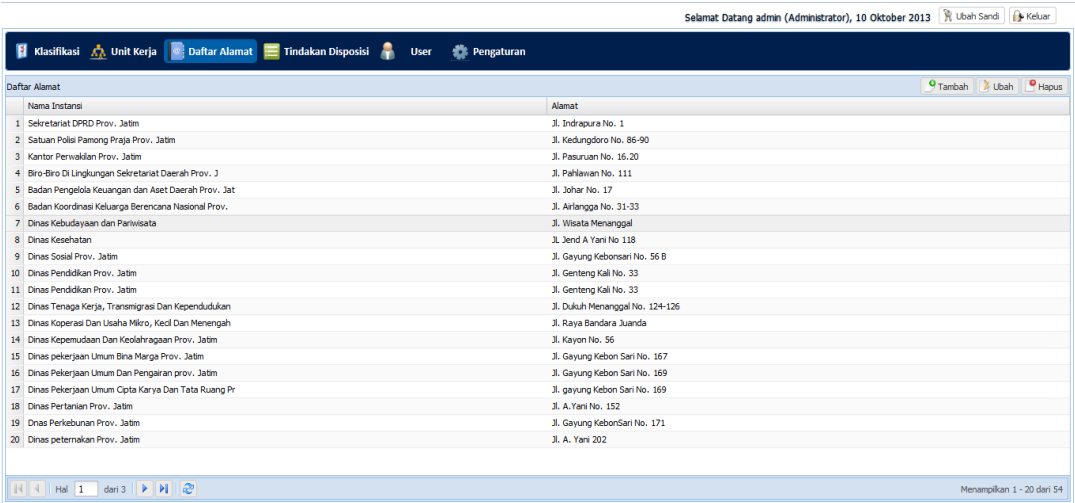 Selamat Datang admin (Administrator), 10 Oktober 2013 Ubah Sandi Keluar
Klasifikasi Unit Kerja Daftar Alamat Tindakan Disposisi User Pengaturan
Daftar Alamat Tambah Ubah Hapus
Nama Instansi Alamat
1 Sekretariat DPRD Prov. Jatim Jl. Indrapura No. 1
2 Satuan Polisi Pamong Praja Prov. Jatim Jl. Kedungdoro No. 86-90
3 Kantor Perwakilan Prov. Jatim Jl. Pasuruan No. 16.20
4 Biro-Biro Di Lingkungan Sekretariat Daerah Prov. J Jl. Pahlawan No. 111
5 Badan Pengelola Keuangan dan Aset Daerah Prov. Jat Jl. Johar No. 17
6 Badan Koordinasi Keluarga Berencana Nasional Prov. Jl. Airlangga No. 31-33
7 Dinas Kebudayaan dan Pariwisata Jl. Wisata Menanggal
8 Dinas Kesehatan JL Jend A Yani No 118
9 Dinas Sosial Prov. Jatim Jl. Gayung Kebonsari No. 56 B
10 Dinas Pendidikan Prov. Jatim Jl. Genteng Kali No. 33
11 Dinas Pendidikan Prov. Jatim Jl. Genteng Kali No. 33
12 Dinas Tenaga Kerja, Transmigrasi Dan Kependudukan Jl. Dukuh Menanggal No. 124-126
13 Dinas Koperasi Dan Usaha Mikro, Kecil Dan Menengah Jl. Raya Bandara Juanda
14 Dinas Kepemudaan Dan Keolahragaan Prov. Jatim Jl. Kayon No. 56
15 Dinas pekerjaan Umum Bina Marga Prov. Jatim Jl. Gayung Kebon Sari No. 167
16 Dinas Pekerjaan Umum Dan Pengairan prov. Jatim Jl. Gayung Kebon Sari No. 169
17 Dinas Pekerjaan Umum Cipta Karya Dan Tata Ruang Pr Jl. gayung Kebon Sari No. 169
18 Dinas Pertanian Prov. Jatim Jl. A.Yani No. 152
19 Dnas Perkebunan Prov. Jatim Jl. Gayung KebonSari No. 171
20 Dinas peternakan Prov. Jatim Jl. A. Yani 202
Hal 1 dari 3 Menampilkan 1 - 20 dari 54